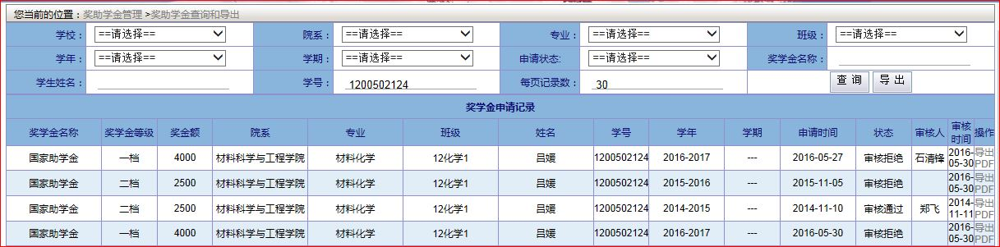 您当前的位置：奖助学金管理 >奖助学金查询和导出
学校： ==请选择== 院系： ==请选择== 专业： ==请选择== 班级： ==请选择==
学年： ==请选择== 学期： ==请选择== 申请状态: ==请选择== 奖学金名称：
学生姓名： 学号： 1200502124 每页记录数： 30 查 询 导 出
奖学金申请记录
奖学金名称 奖学金等级 奖金额 院系 专业 班级 姓名 学号 学年 学期 申请时间 状态 审核人 审核时间 操作
国家助学金 一档 4000 材料科学与工程学院 材料化学 12化学1 吕媛 1200502124 2016-2017 --- 2016-05-27 审核拒绝 石清锋 2016-05-30 导出PDF
国家助学金 二档 2500 材料科学与工程学院 材料化学 12化学1 吕媛 1200502124 2015-2016 --- 2015-11-05 审核拒绝 2016-05-30 导出PDF
国家助学金 二档 2500 材料科学与工程学院 材料化学 12化学1 吕媛 1200502124 2014-2015 --- 2014-11-10 审核通过 郑飞 2014-11-11 导出PDF
国家助学金 一档 4000 材料科学与工程学院 材料化学 12化学1 吕媛 1200502124 2016-2017 --- 2016-05-30 审核拒绝 2016-05-30 导出PDF